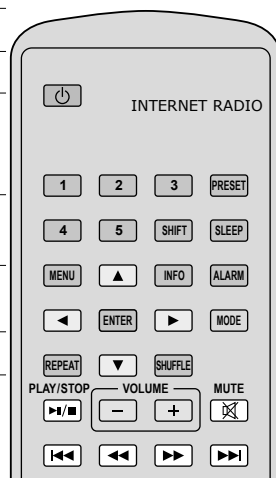 INTERNET RADIO
1 2 3 PRESET
4 5 SHIFT SLEEP
MENU ▲ INFO ALARM
◄ ENTER ► MODE
REPEAT ▼ SHUFFLE
PLAY/STOP VOLUME MUTE
− +